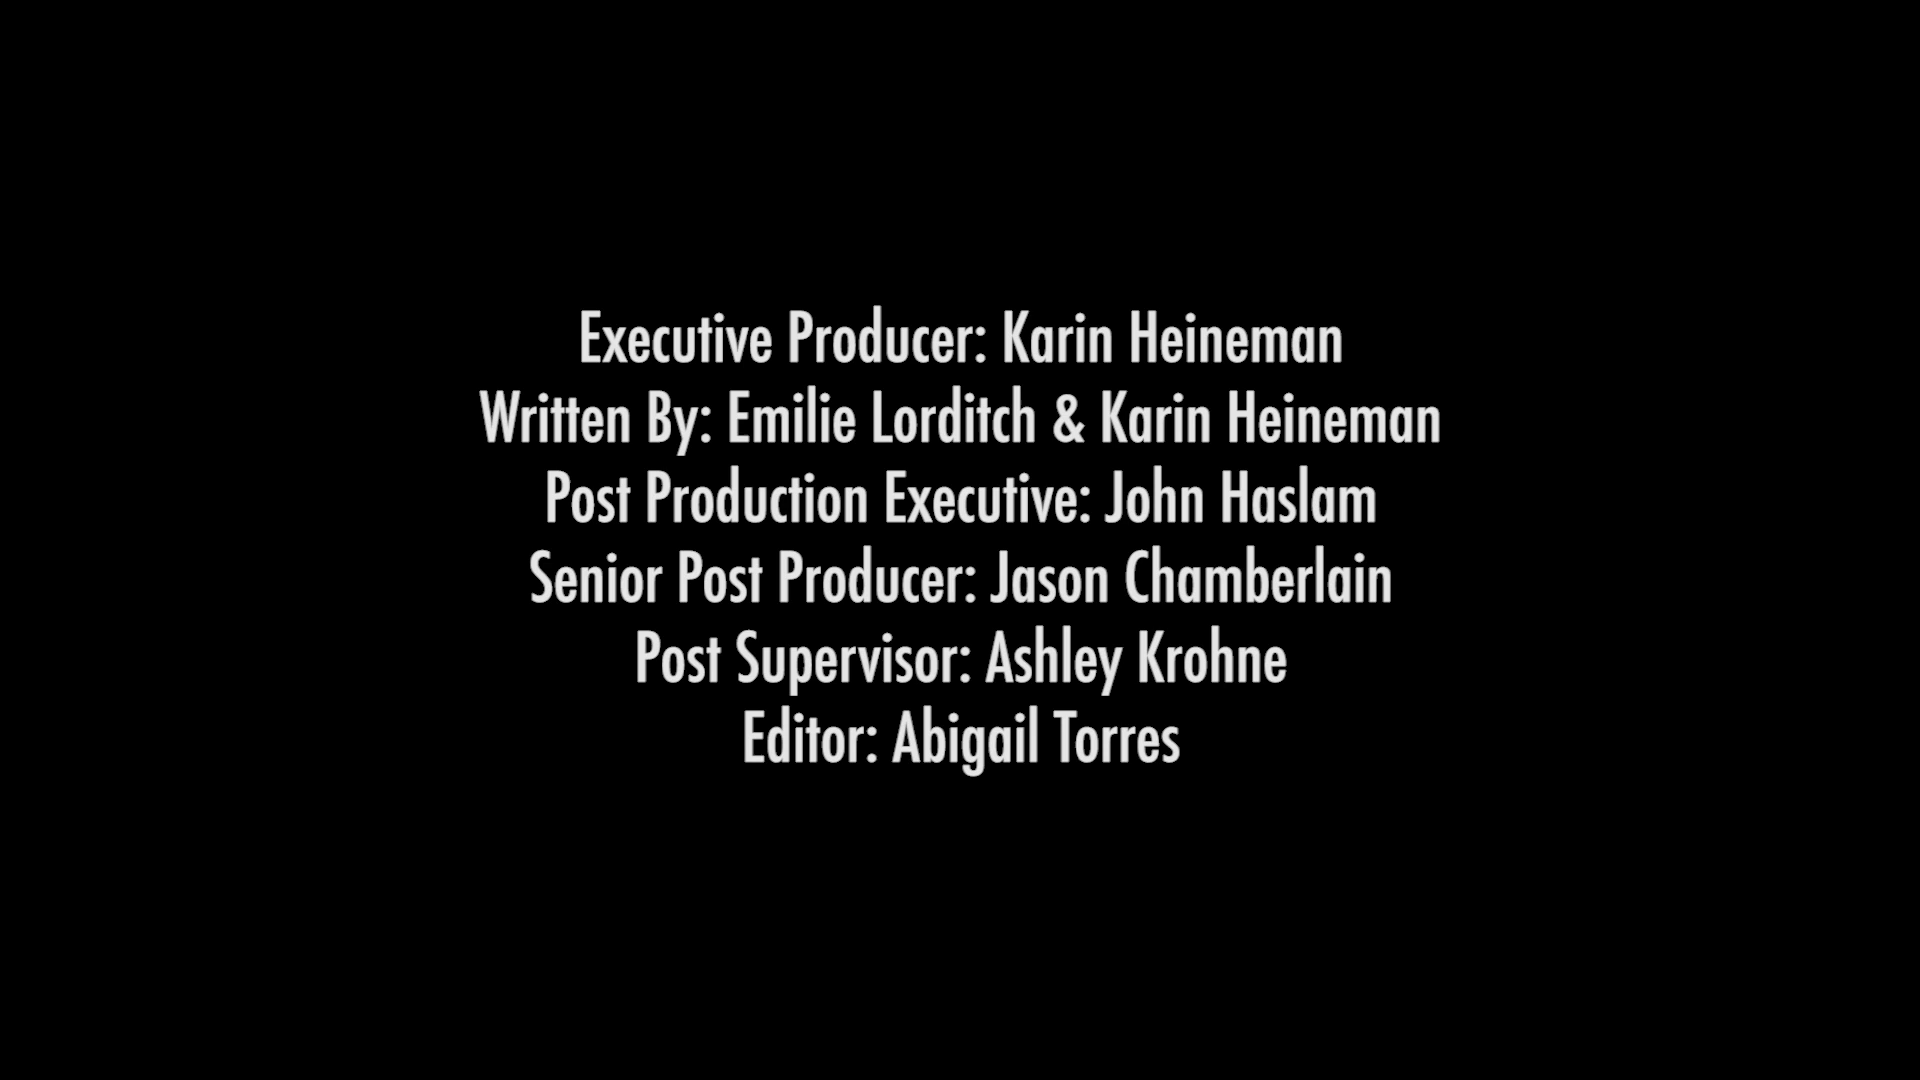 Executive Producer: Karin Heineman
Written By: Emilie Lorditch & Karin Heineman
Post Production Executive: John Haslam
Senior Post Producer: Jason Chamberlain
Post Supervisor: Ashley Krohne
Editor: Abigail Torres